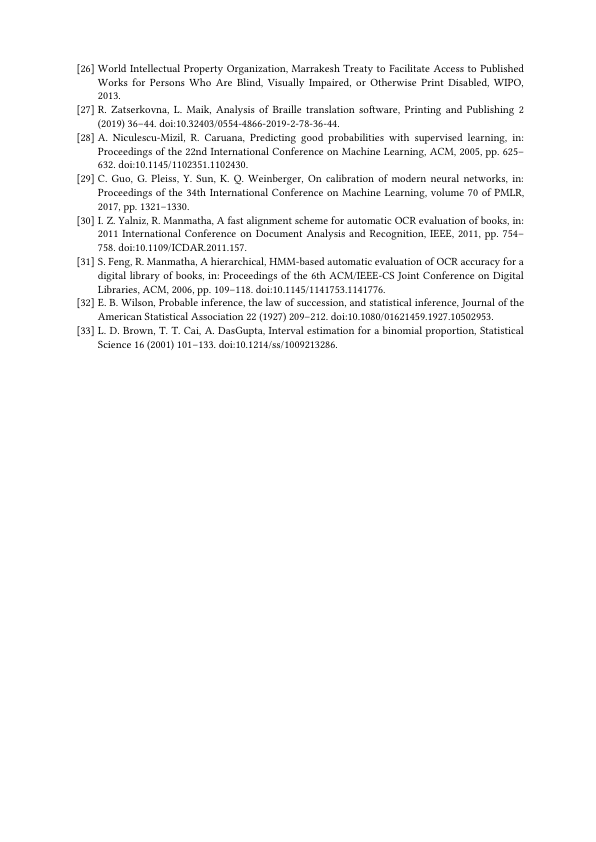 [26] World Intellectual Property Organization, Marrakesh Treaty to Facilitate Access to Published
Works for Persons Who Are Blind, Visually Impaired, or Otherwise Print Disabled, WIPO,
2013.
[27] R. Zatserkovna, L. Maik, Analysis of Braille translation software, Printing and Publishing 2
(2019) 36–44. doi:10.32403/0554-4866-2019-2-78-36-44.
[28] A. Niculescu-Mizil, R. Caruana, Predicting good probabilities with supervised learning, in:
Proceedings of the 22nd International Conference on Machine Learning, ACM, 2005, pp. 625–
632. doi:10.1145/1102351.1102430.
[29] C. Guo, G. Pleiss, Y. Sun, K. Q. Weinberger, On calibration of modern neural networks, in:
Proceedings of the 34th International Conference on Machine Learning, volume 70 of PMLR,
2017, pp. 1321–1330.
[30] I. Z. Yalniz, R. Manmatha, A fast alignment scheme for automatic OCR evaluation of books, in:
2011 International Conference on Document Analysis and Recognition, IEEE, 2011, pp. 754–
758. doi:10.1109/ICDAR.2011.157.
[31] S. Feng, R. Manmatha, A hierarchical, HMM-based automatic evaluation of OCR accuracy for a
digital library of books, in: Proceedings of the 6th ACM/IEEE-CS Joint Conference on Digital
Libraries, ACM, 2006, pp. 109–118. doi:10.1145/1141753.1141776.
[32] E. B. Wilson, Probable inference, the law of succession, and statistical inference, Journal of the
American Statistical Association 22 (1927) 209–212. doi:10.1080/01621459.1927.10502953.
[33] L. D. Brown, T. T. Cai, A. DasGupta, Interval estimation for a binomial proportion, Statistical
Science 16 (2001) 101–133. doi:10.1214/ss/1009213286.